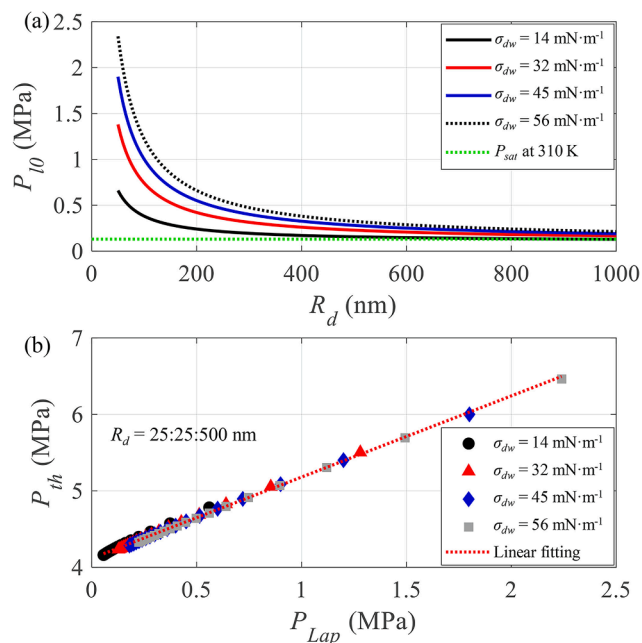 (a)
2.5
2
1.5
1
0.5
0
P_l0 (MPa)
σ_dw = 14 mN·m⁻¹
σ_dw = 32 mN·m⁻¹
σ_dw = 45 mN·m⁻¹
σ_dw = 56 mN·m⁻¹
P_sat at 310 K
0 200 400 600 800 1000
R_d (nm)
(b)
7
6
5
4
P_th (MPa)
R_d = 25:25:500 nm
σ_dw = 14 mN·m⁻¹
σ_dw = 32 mN·m⁻¹
σ_dw = 45 mN·m⁻¹
σ_dw = 56 mN·m⁻¹
Linear fitting
0 0.5 1 1.5 2 2.5
P_Lap (MPa)